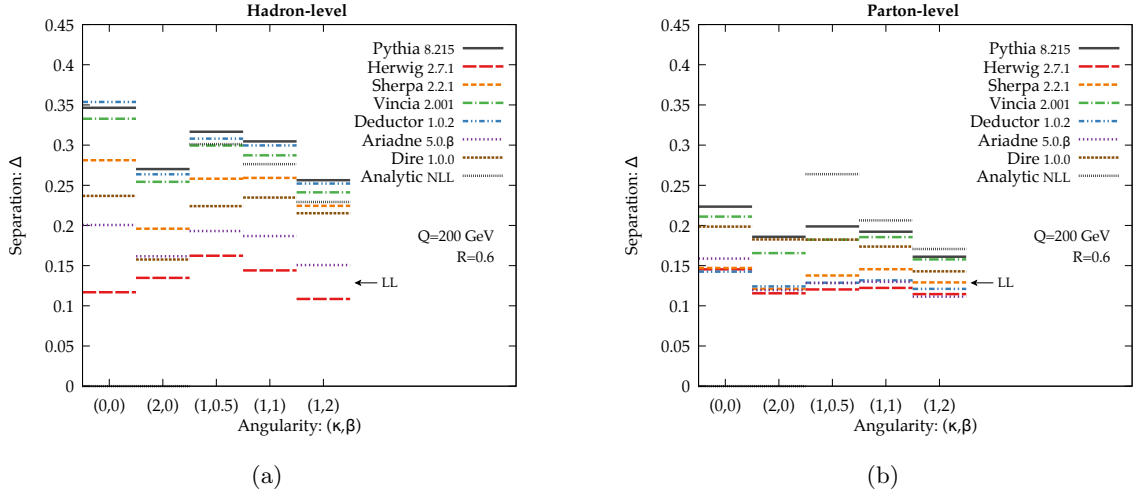 Hadron-level
0.45
0.4
0.35
0.3
0.25
0.2
0.15
0.1
0.05
0
Separation: Δ
Pythia 8.215
Herwig 2.7.1
Sherpa 2.2.1
Vincia 2.001
Deductor 1.0.2
Ariadne 5.0.β
Dire 1.0.0
Analytic NLL
Q=200 GeV
R=0.6
LL
(0,0) (2,0) (1,0.5) (1,1) (1,2)
Angularity: (κ,β)
(a)
Parton-level
0.45
0.4
0.35
0.3
0.25
0.2
0.15
0.1
0.05
0
Separation: Δ
Pythia 8.215
Herwig 2.7.1
Sherpa 2.2.1
Vincia 2.001
Deductor 1.0.2
Ariadne 5.0.β
Dire 1.0.0
Analytic NLL
Q=200 GeV
R=0.6
LL
(0,0) (2,0) (1,0.5) (1,1) (1,2)
Angularity: (κ,β)
(b)